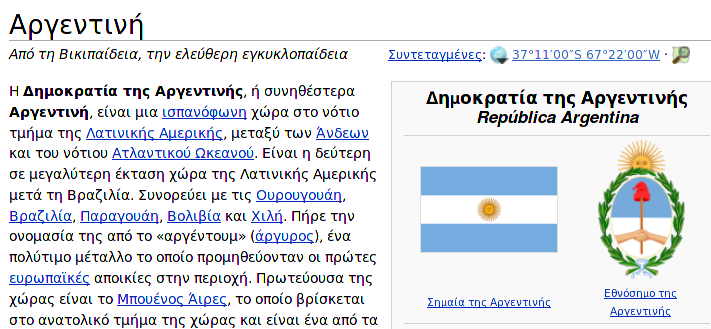 Αργεντινή
Από τη Βικιπαίδεια, την ελεύθερη εγκυκλοπαίδεια
Συντεταγμένες: 37°11′00″S 67°22′00″W ·
Η Δημοκρατία της Αργεντινής, ή συνηθέστερα
Αργεντινή, είναι μια ισπανόφωνη χώρα στο νότιο
τμήμα της Λατινικής Αμερικής, μεταξύ των Άνδεων
και του νότιου Ατλαντικού Ωκεανού. Είναι η δεύτερη
σε μεγαλύτερη έκταση χώρα της Λατινικής Αμερικής
μετά τη Βραζιλία. Συνορεύει με τις Ουρουγουάη,
Βραζιλία, Παραγουάη, Βολιβία και Χιλή. Πήρε την
ονομασία της από το «αργέντουμ» (άργυρος), ένα
πολύτιμο μέταλλο το οποίο προμηθεύονταν οι πρώτες
ευρωπαϊκές αποικίες στην περιοχή. Πρωτεύουσα της
χώρας είναι το Μπουένος Άιρες, το οποίο βρίσκεται
στο ανατολικό τμήμα της χώρας και είναι ένα από τα
Δημοκρατία της Αργεντινής
República Argentina
Σημαία της Αργεντινής
Εθνόσημο της
Αργεντινής